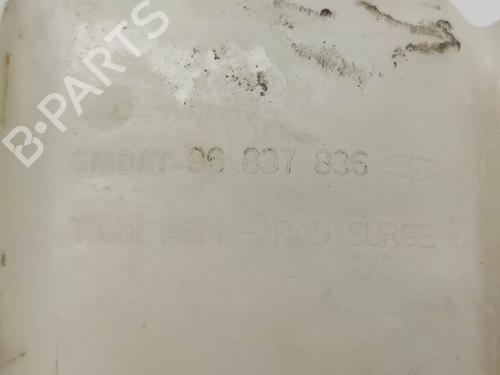 B-PARTS
GMDAT 96 837 836
TANK ASM - RAD SURGE